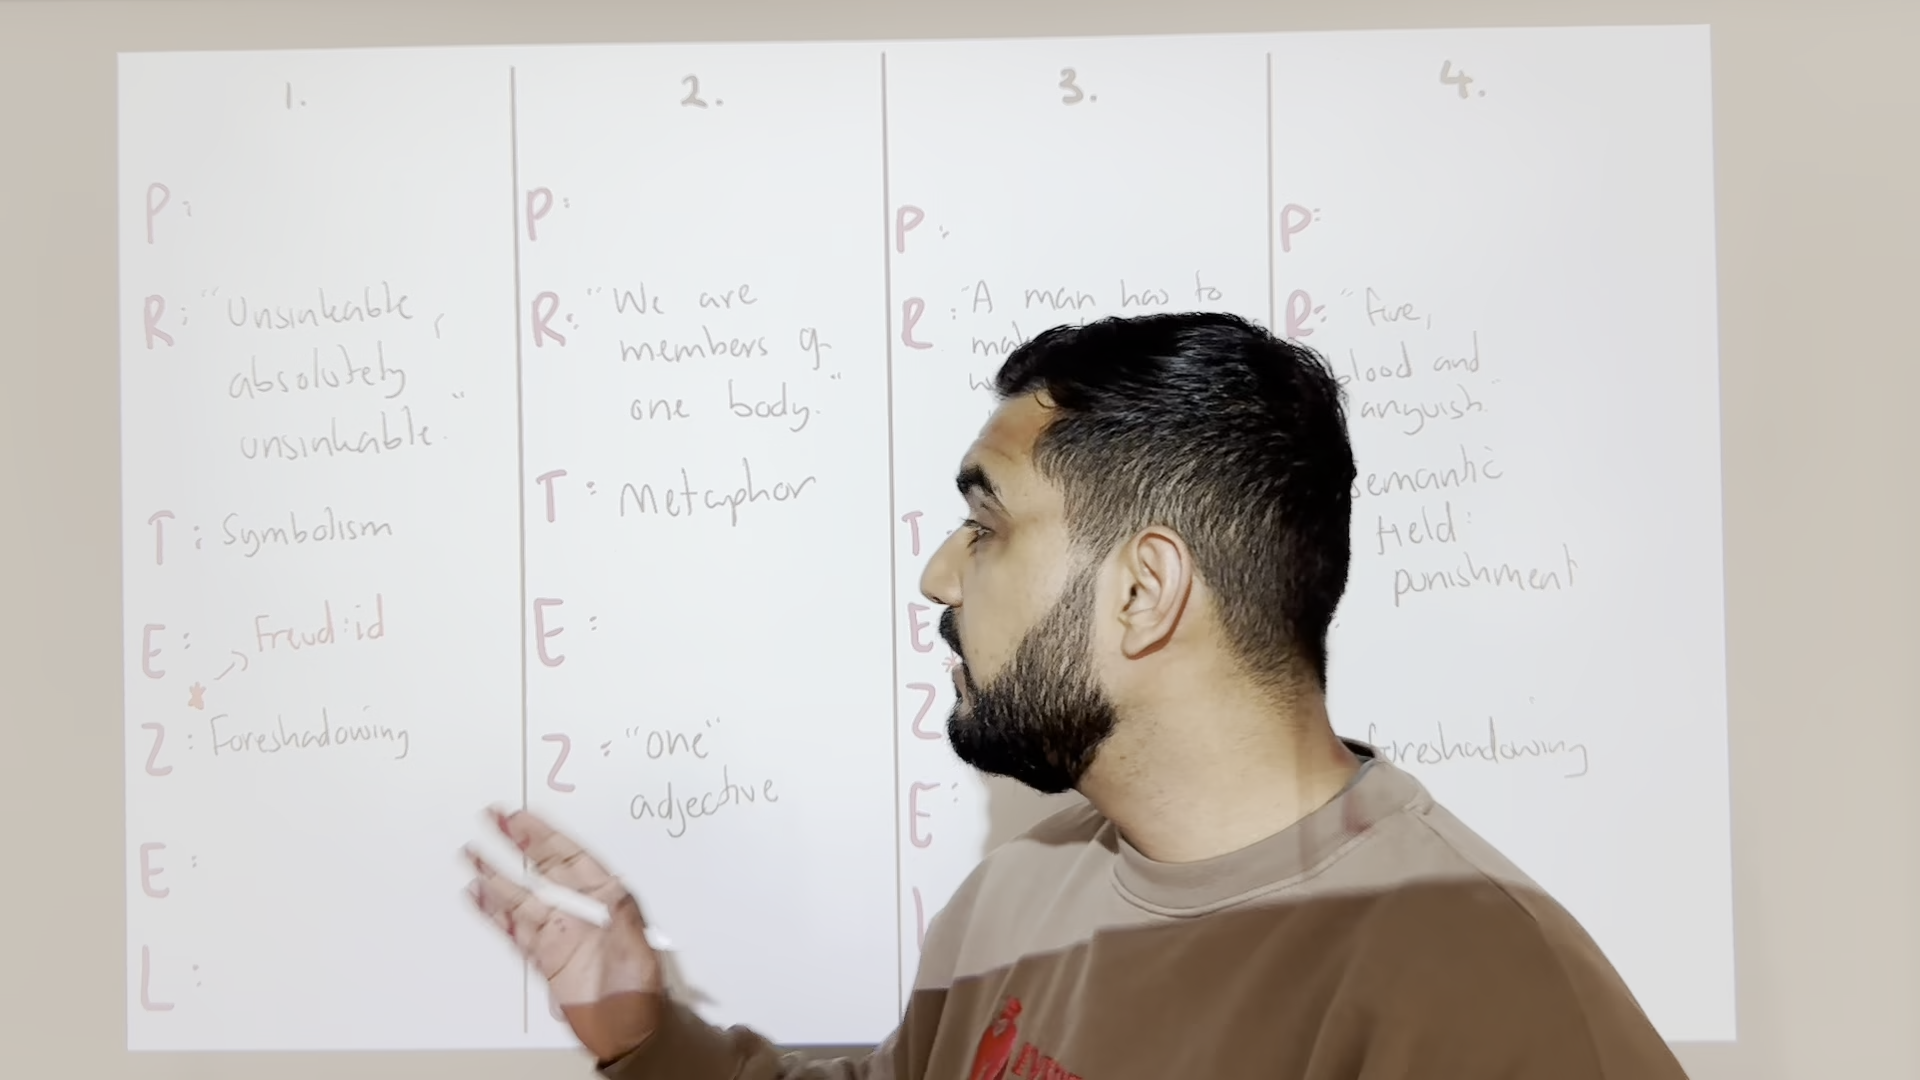 1.
P:
R: "Unsinkable,
absolutely
unsinkable."
T: Symbolism
E: Freud: id
*
Z: Foreshadowing
E:
L:
2.
P:
R: "We are
members of
one body."
T: Metaphor
E:
Z: "one"
adjective
3.
P:
R: "A man has to
T
E
*
Z
E:
L
4.
P:
R: "fire,
blood and
anguish."
semantic
field:
punishment
foreshadowing